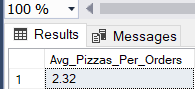 100 %
Results Messages
Avg_Pizzas_Per_Orders
1 2.32